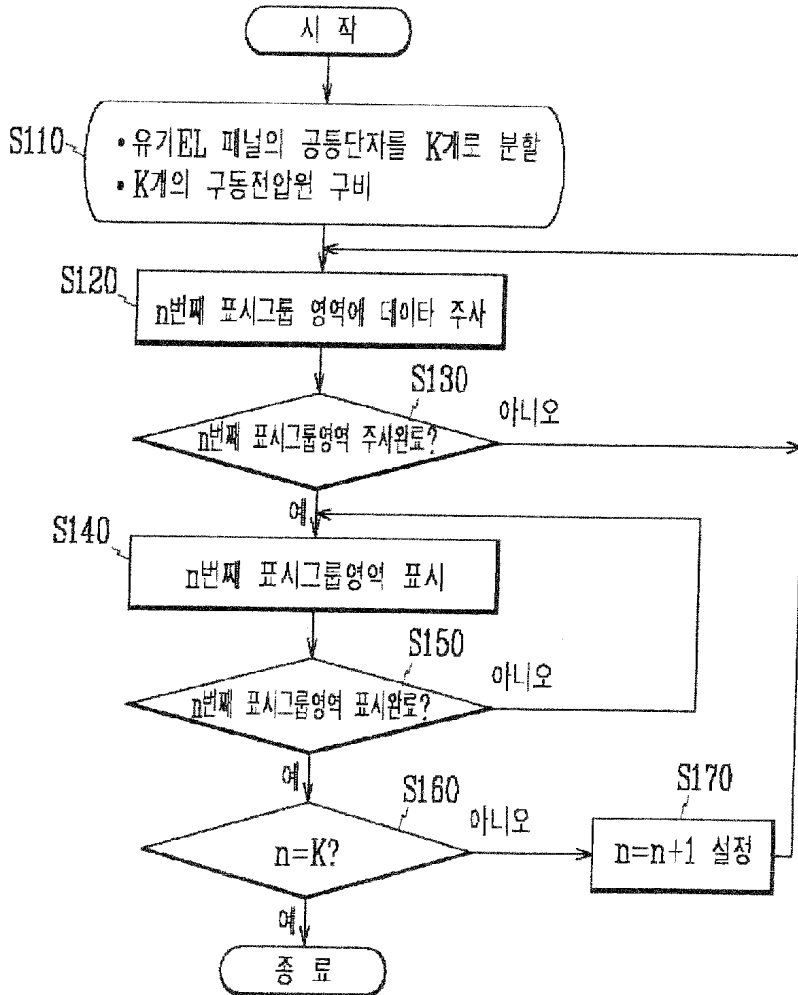 시 작
S110
• 유기EL 패널의 공통단자를 K개로 분할
• K개의 구동전압원 구비
S120
n번째 표시그룹 영역에 데이타 주사
S130
n번째 표시그룹영역 주사완료?
아니오
예
S140
n번째 표시그룹영역 표시
S150
n번째 표시그룹영역 표시완료?
아니오
예
S160
n=K?
아니오
S170
n=n+1 설정
예
종 료